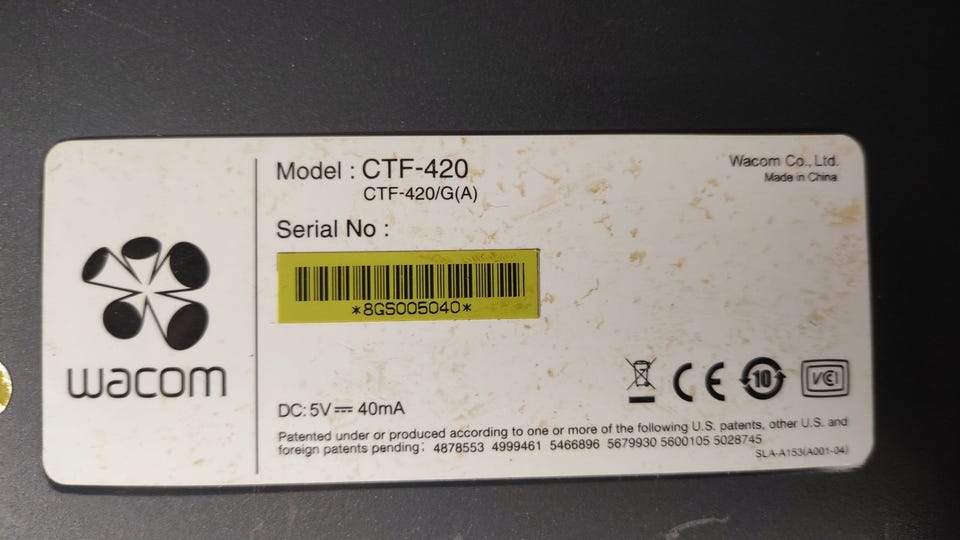 Model : CTF-420
CTF-420/G(A)
Wacom Co., Ltd.
Made in China
Serial No :
*8GS005040*
wacom
10
VCCI
DC: 5V ⎓ 40mA
Patented under or produced according to one or more of the following U.S. patents, other U.S. and
foreign patents pending; 4878553 4999461 5466896 5679930 5600105 5028745
SLA-A153(A001-04)